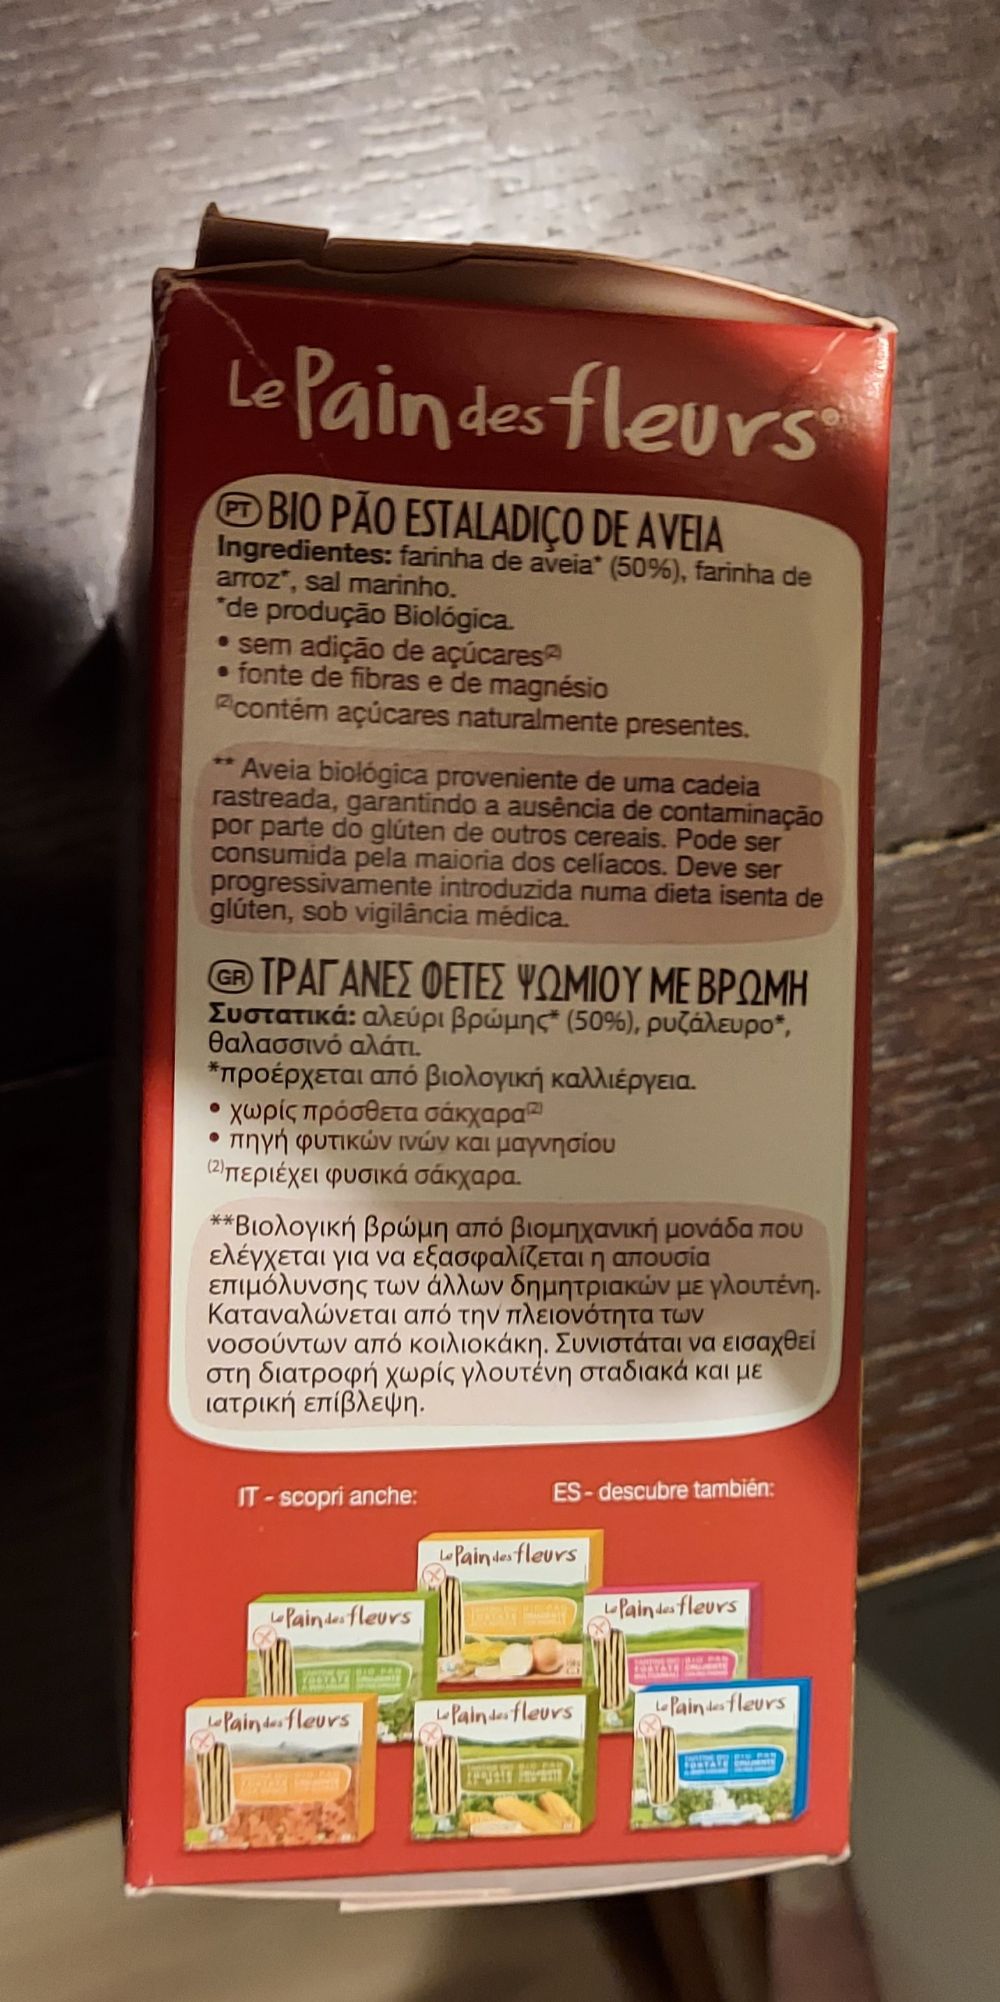 Le Pain des fleurs®
PT BIO PÃO ESTALADIÇO DE AVEIA
Ingredientes: farinha de aveia* (50%), farinha de
arroz*, sal marinho.
*de produção Biológica.
• sem adição de açúcares(2)
• fonte de fibras e de magnésio
(2)contém açúcares naturalmente presentes.
** Aveia biológica proveniente de uma cadeia
rastreada, garantindo a ausência de contaminação
por parte do glúten de outros cereais. Pode ser
consumida pela maioria dos celíacos. Deve ser
progressivamente introduzida numa dieta isenta de
glúten, sob vigilância médica.
GR ΤΡΑΓΑΝΕΣ ΦΕΤΕΣ ΨΩΜΙΟΥ ΜΕ ΒΡΩΜΗ
Συστατικά: αλεύρι βρώμης* (50%), ρυζάλευρο*,
θαλασσινό αλάτι.
*προέρχεται από βιολογική καλλιέργεια.
• χωρίς πρόσθετα σάκχαρα(2)
• πηγή φυτικών ινών και μαγνησίου
(2)περιέχει φυσικά σάκχαρα.
**Βιολογική βρώμη από βιομηχανική μονάδα που
ελέγχεται για να εξασφαλίζεται η απουσία
επιμόλυνσης των άλλων δημητριακών με γλουτένη.
Καταναλώνεται από την πλειονότητα των
νοσούντων από κοιλιοκάκη. Συνιστάται να εισαχθεί
στη διατροφή χωρίς γλουτένη σταδιακά και με
ιατρική επίβλεψη.
IT - scopri anche: ES - descubre también:
Le Pain des fleurs
Le Pain des fleurs
Le Pain des fleurs
Le Pain des fleurs
Le Pain des fleurs
Le Pain des fleurs